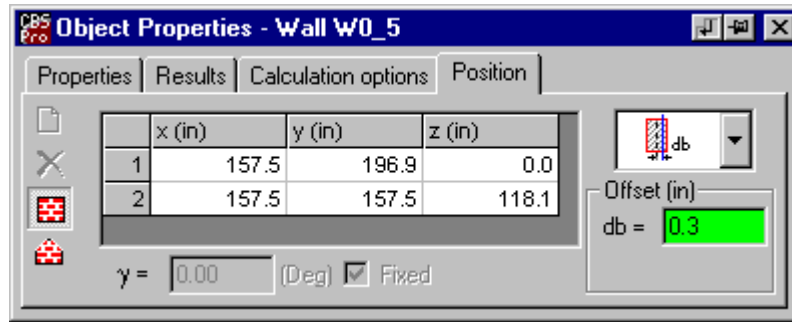 CBS Pro Object Properties - Wall W0_5
Properties Results Calculation options Position
x (in) y (in) z (in)
1 157.5 196.9 0.0
2 157.5 157.5 118.1
db
Offset (in)
db = 0.3
γ = 0.00 (Deg) Fixed